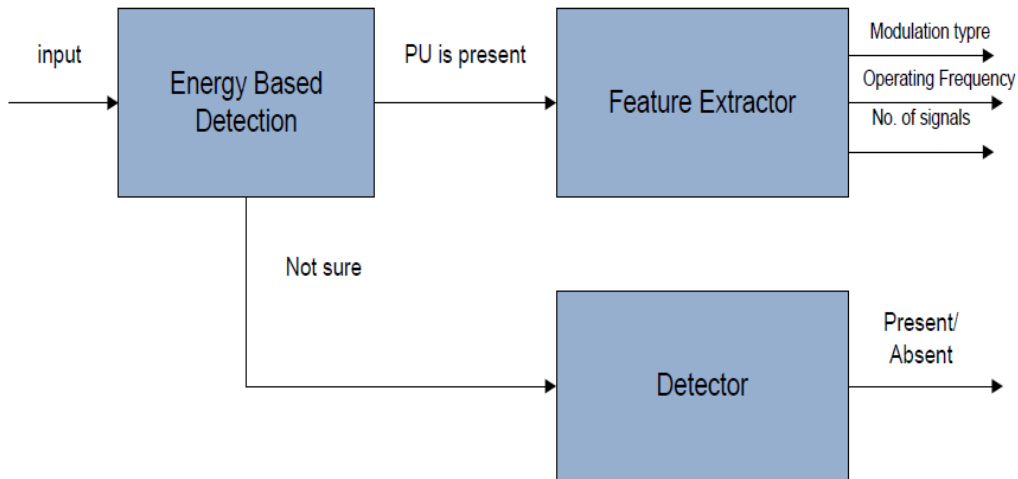 input
Energy Based
Detection
PU is present
Feature Extractor
Modulation typre
Operating Frequency
No. of signals
Not sure
Detector
Present/
Absent